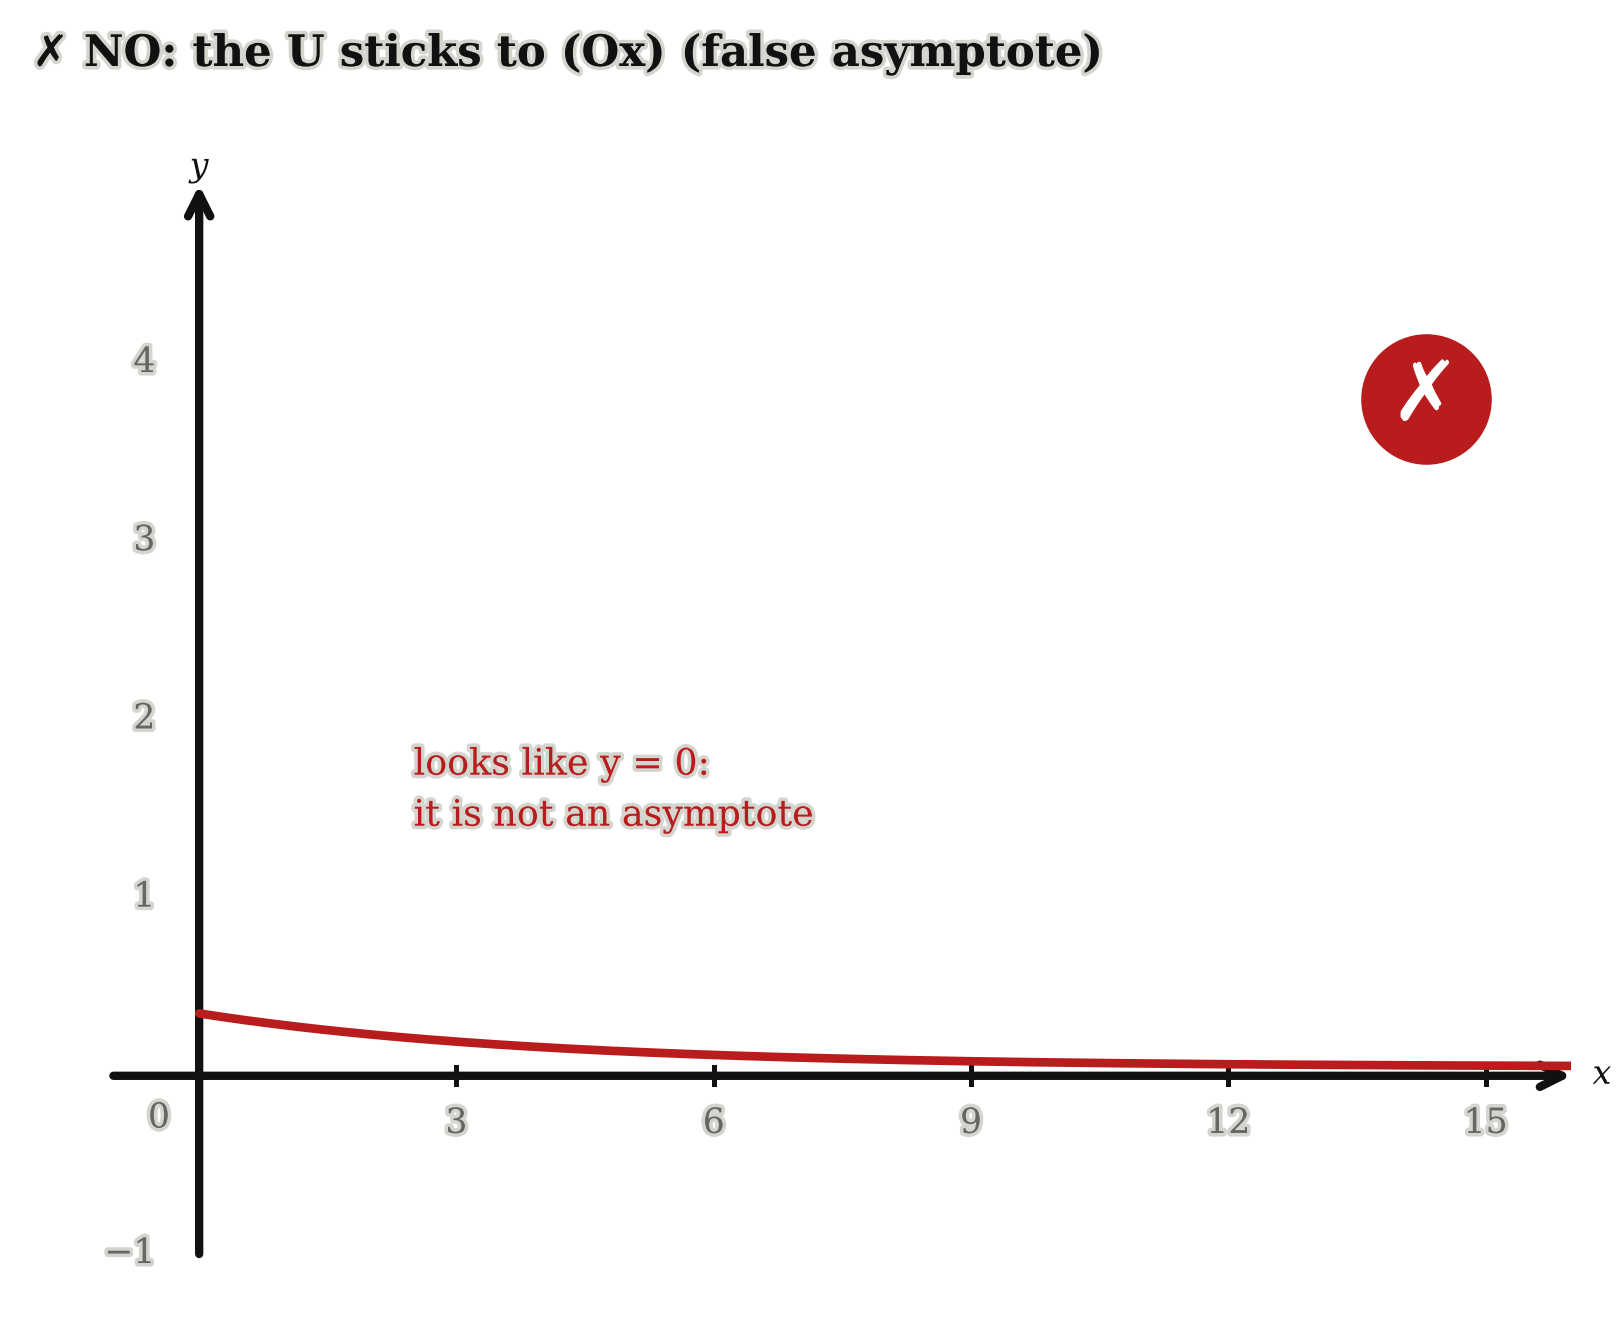 ✗ NO: the U sticks to (Ox) (false asymptote)
y
4
✗
3
2
looks like y = 0:
it is not an asymptote
1
x
0
3
6
9
12
15
−1